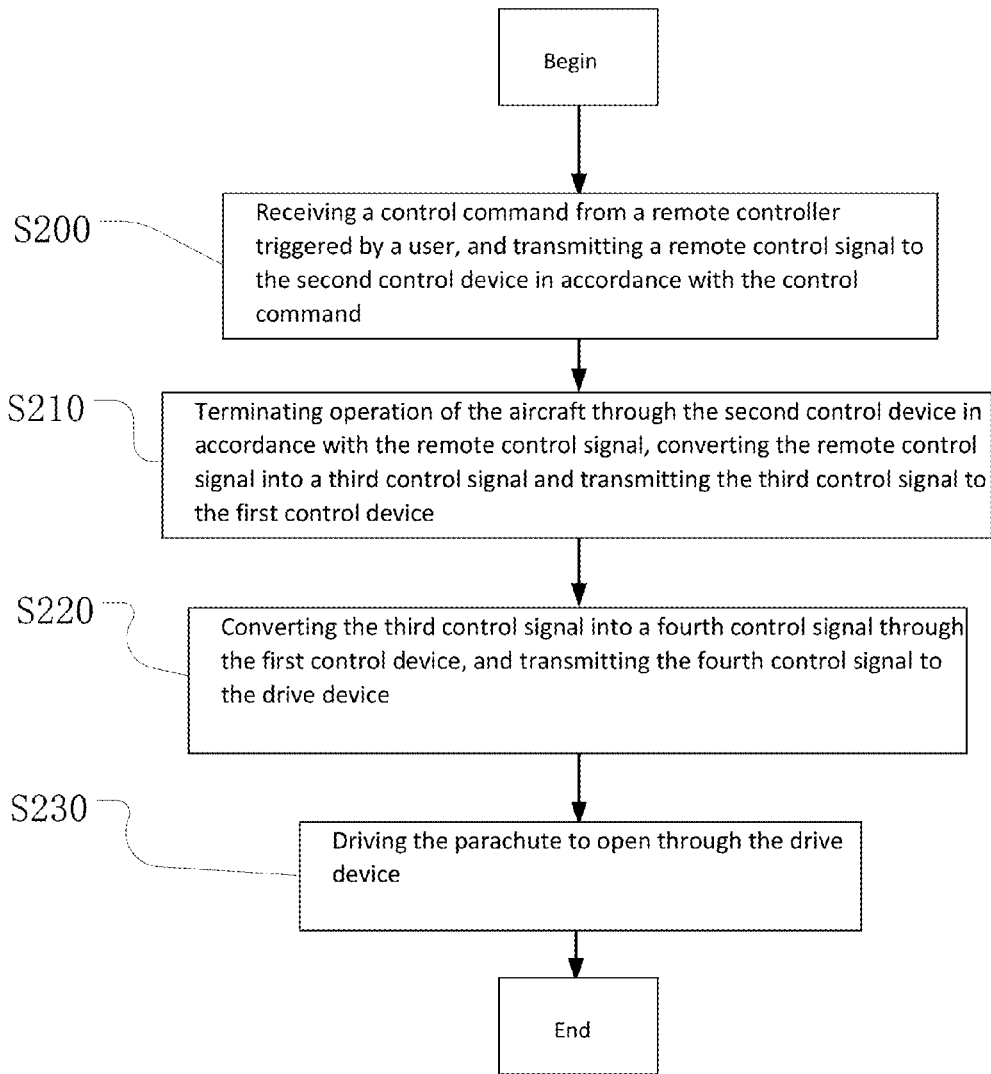 Begin
S200
Receiving a control command from a remote controller
triggered by a user, and transmitting a remote control signal to
the second control device in accordance with the control
command
S210
Terminating operation of the aircraft through the second control device in
accordance with the remote control signal, converting the remote control
signal into a third control signal and transmitting the third control signal to
the first control device
S220
Converting the third control signal into a fourth control signal through
the first control device, and transmitting the fourth control signal to
the drive device
S230
Driving the parachute to open through the drive
device
End